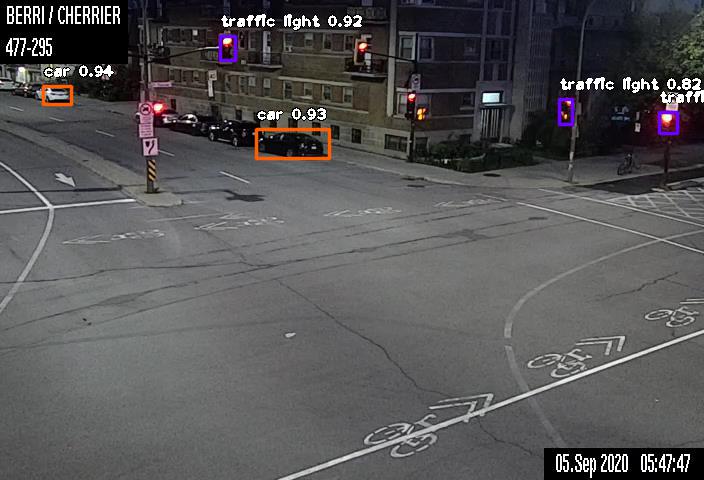 BERRI / CHERRIER
477-295
traffic light 0.92
car 0.94
traffic light 0.82
traffi
car 0.93
05.Sep 2020 05:47:47